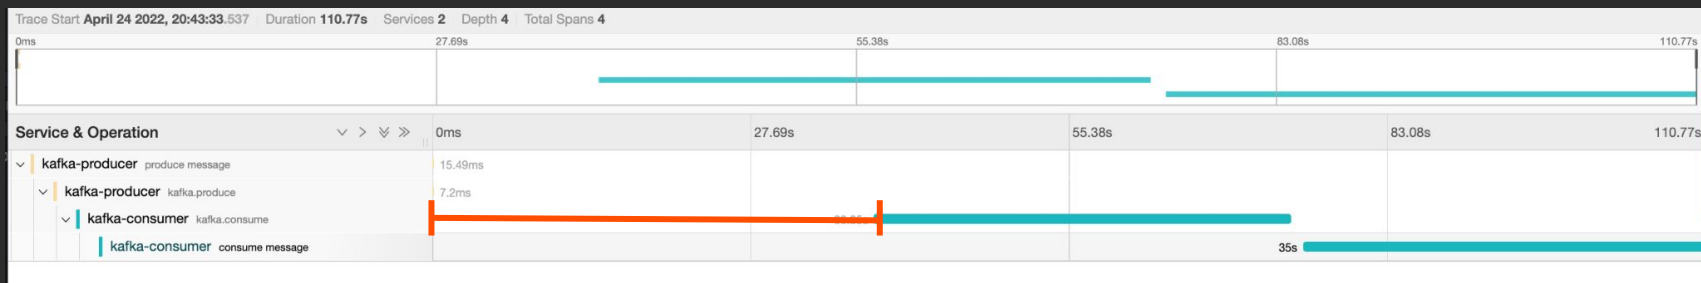 Trace Start April 24 2022, 20:43:33.537 Duration 110.77s Services 2 Depth 4 Total Spans 4
0ms 27.69s 55.38s 83.08s 110.77s
Service & Operation 0ms 27.69s 55.38s 83.08s 110.77s
kafka-producer produce message 15.49ms
kafka-producer kafka.produce 7.2ms
kafka-consumer kafka.consume
kafka-consumer consume message 35s